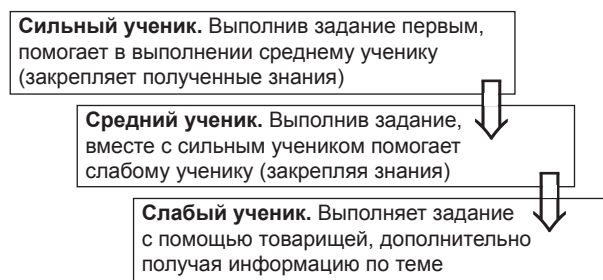 Сильный ученик. Выполнив задание первым,
помогает в выполнении среднему ученику
(закрепляет полученные знания)
Средний ученик. Выполнив задание,
вместе с сильным учеником помогает
слабому ученику (закрепляя знания)
Слабый ученик. Выполняет задание
с помощью товарищей, дополнительно
получая информацию по теме